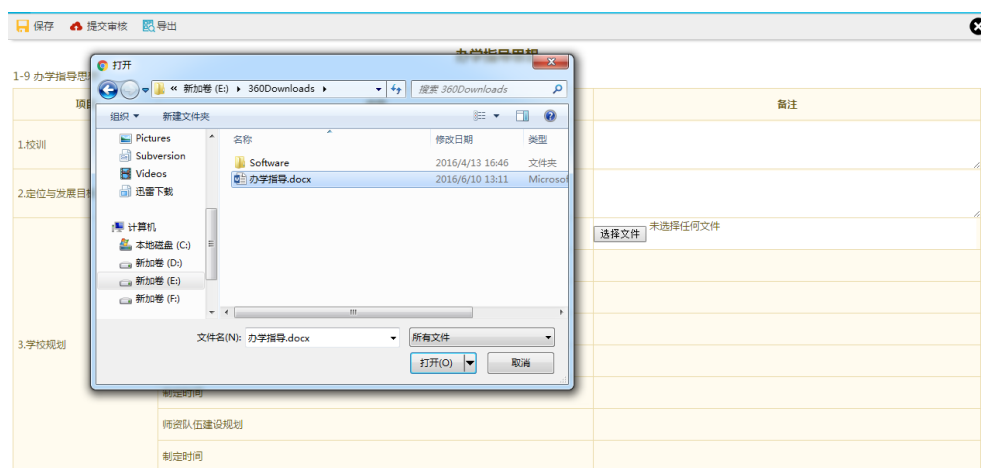 保存 提交审核 导出
办学指导思想
1-9 办学指导思
打开
新加卷 (E:) 360Downloads 搜索 360Downloads
项目 备注
组织 新建文件夹
Pictures 名称 修改日期 类型
1.校训
Subversion Software 2016/4/13 16:46 文件夹
Videos 办学指导.docx 2016/6/10 13:11 Microsof
迅雷下载
2.定位与发展目标
计算机
选择文件 未选择任何文件
本地磁盘 (C:)
新加卷 (D:)
新加卷 (E:)
新加卷 (F:)
文件名(N): 办学指导.docx 所有文件
3.学校规划
打开(O) 取消
制定时间
师资队伍建设规划
制定时间